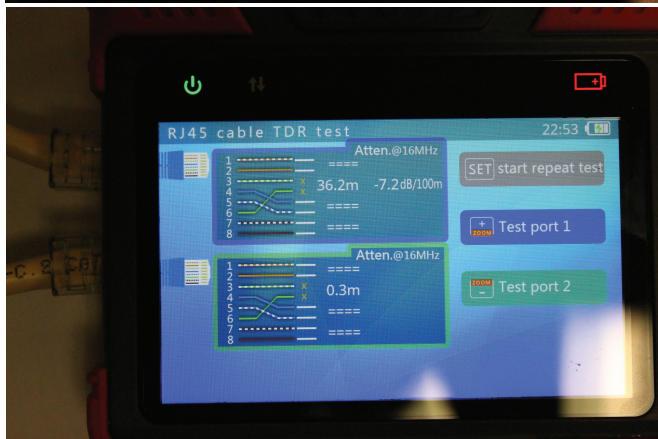 RJ45 cable TDR test
22:53
Atten.@16MHz
1
2
3
4
5
6
7
8
====
x
x
36.2m
-7.2dB/100m
====
====
SET start repeat test
+
ZOOM
Test port 1
Atten.@16MHz
1
2
3
4
5
6
7
8
====
x
x
0.3m
====
====
ZOOM
-
Test port 2